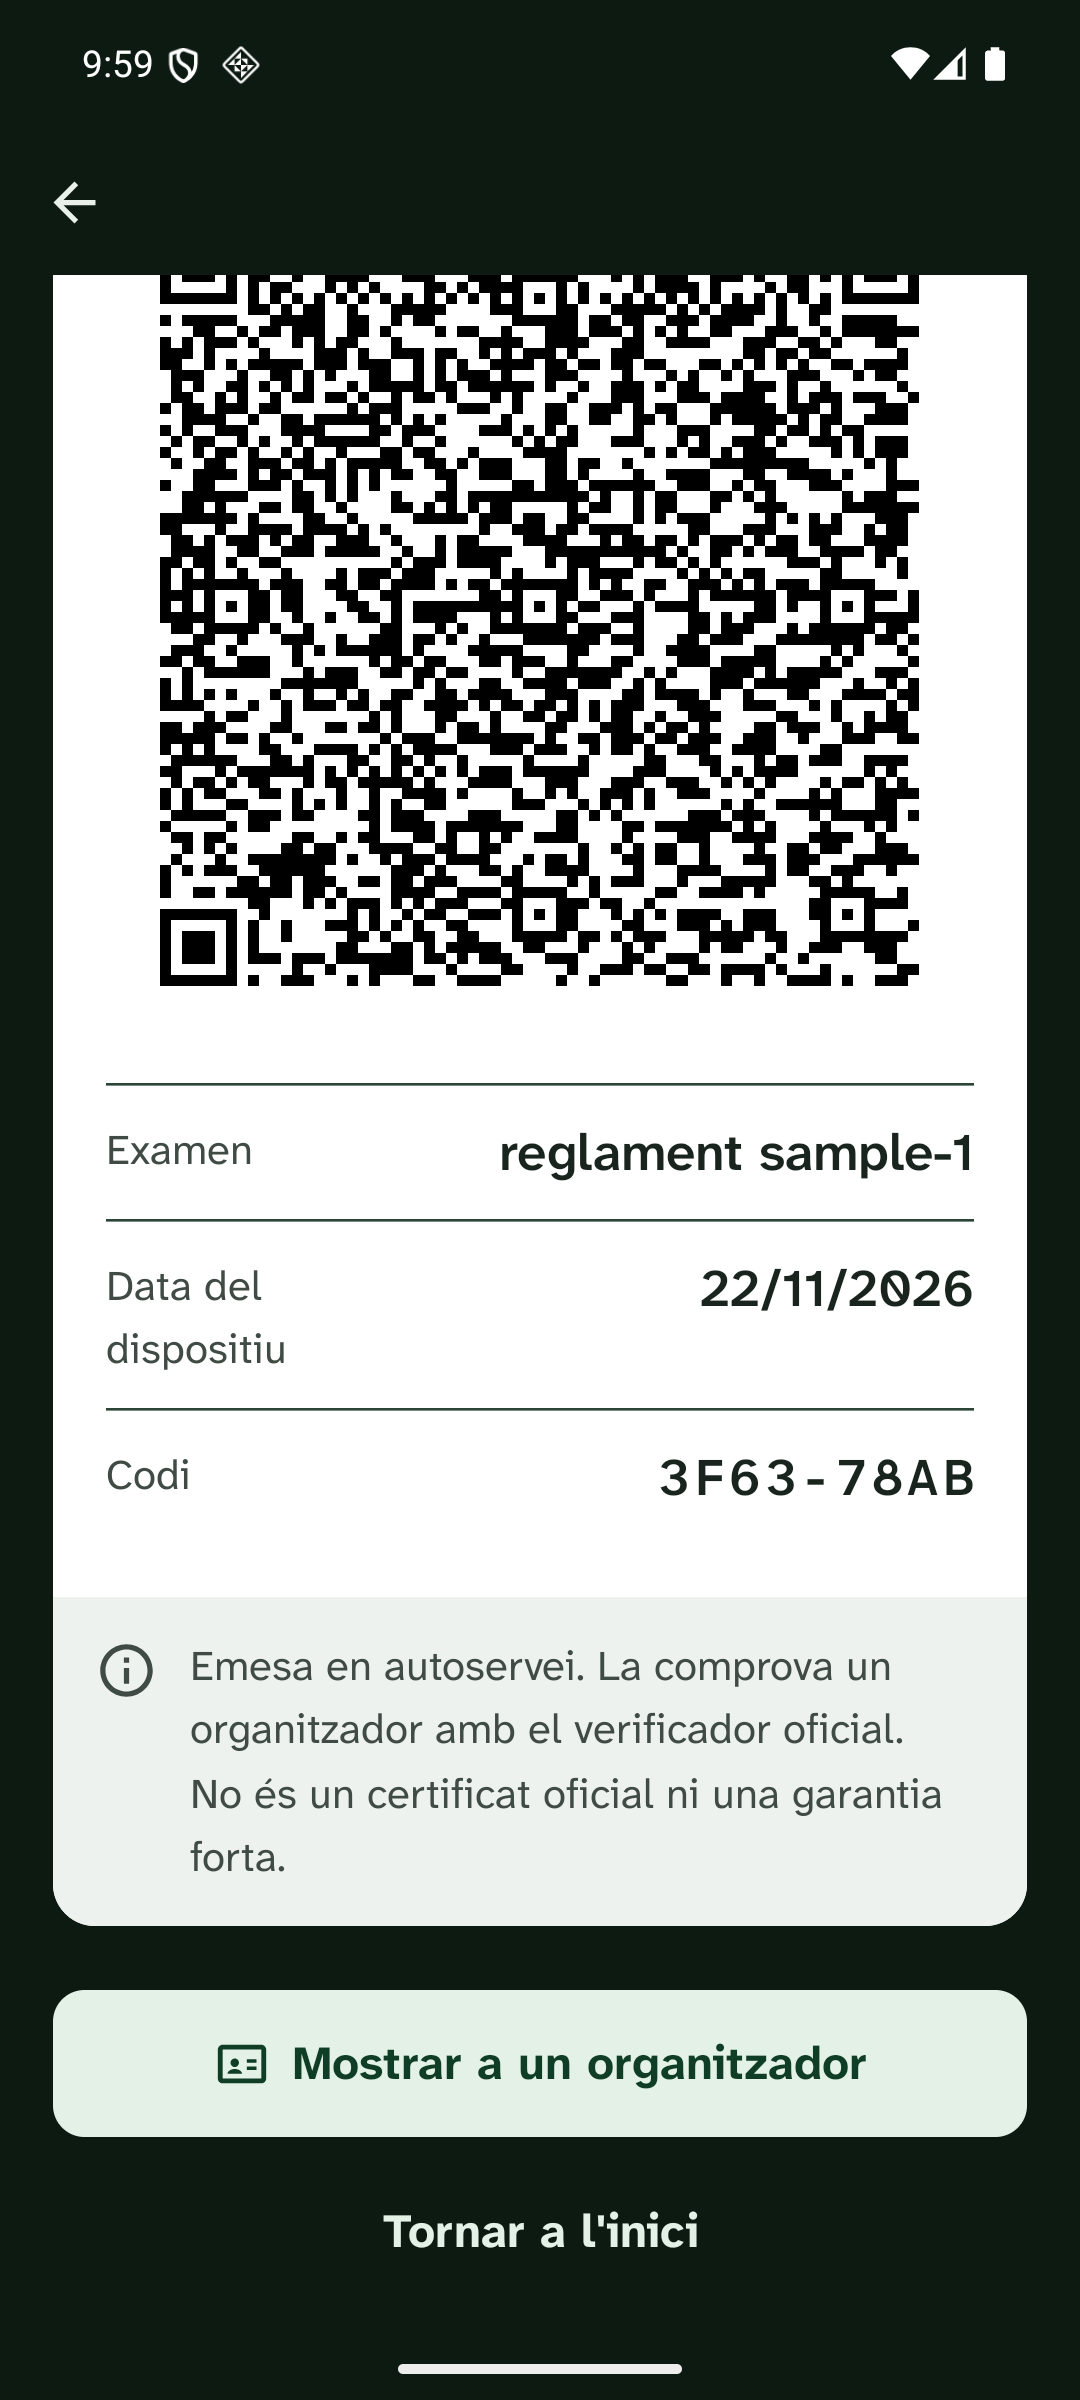 9:59
Examen
reglament sample-1
Data del
dispositiu
22/11/2026
Codi
3F63-78AB
Emesa en autoservei. La comprova un
organitzador amb el verificador oficial.
No és un certificat oficial ni una garantia
forta.
Mostrar a un organitzador
Tornar a l'inici